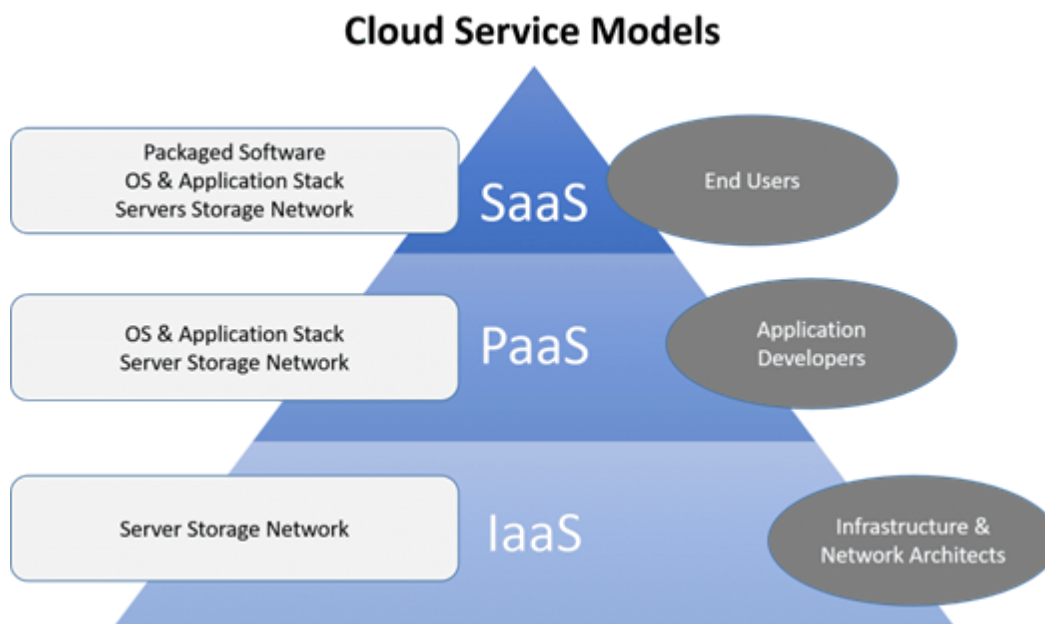 Cloud Service Models
Packaged Software
OS & Application Stack
Servers Storage Network
SaaS
End Users
OS & Application Stack
Server Storage Network
PaaS
Application
Developers
Server Storage Network
IaaS
Infrastructure &
Network Architects